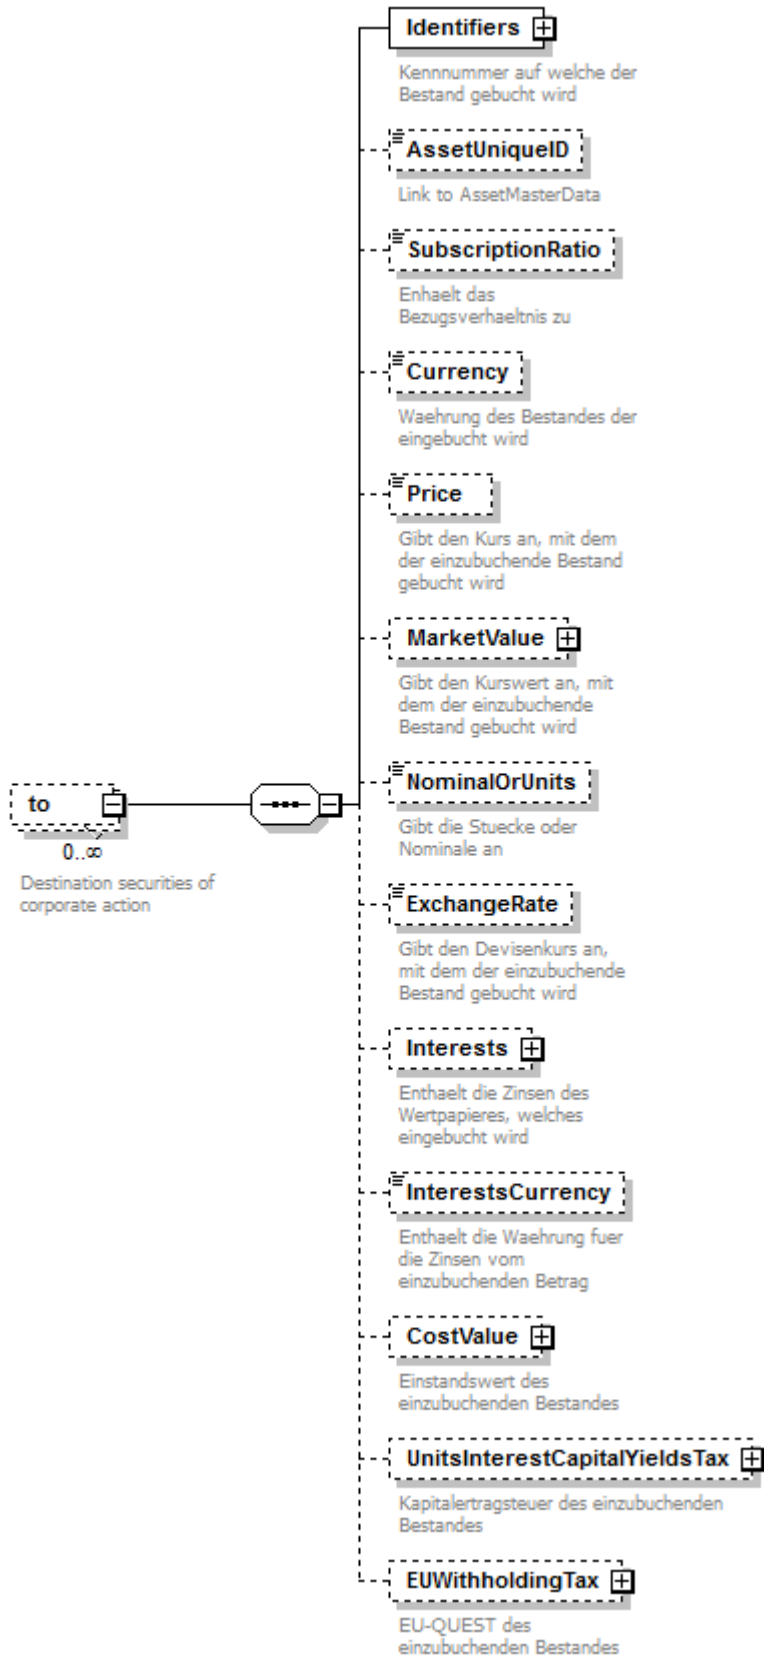 Identifiers
Kennnummer auf welche der
Bestand gebucht wird
AssetUniqueID
Link to AssetMasterData
SubscriptionRatio
Enhaelt das
Bezugsverhaeltnis zu
Currency
Waehrung des Bestandes der
eingebucht wird
Price
Gibt den Kurs an, mit dem
der einzubuchende Bestand
gebucht wird
MarketValue
Gibt den Kurswert an, mit
dem der einzubuchende
Bestand gebucht wird
to
0..∞
Destination securities of
corporate action
NominalOrUnits
Gibt die Stuecke oder
Nominale an
ExchangeRate
Gibt den Devisenkurs an,
mit dem der einzubuchende
Bestand gebucht wird
Interests
Enthaelt die Zinsen des
Wertpapieres, welches
eingebucht wird
InterestsCurrency
Enthaelt die Waehrung fuer
die Zinsen vom
einzubuchenden Betrag
CostValue
Einstandswert des
einzubuchenden Bestandes
UnitsInterestCapitalYieldsTax
Kapitalertragsteuer des einzubuchenden
Bestandes
EUWithholdingTax
EU-QUEST des
einzubuchenden Bestandes